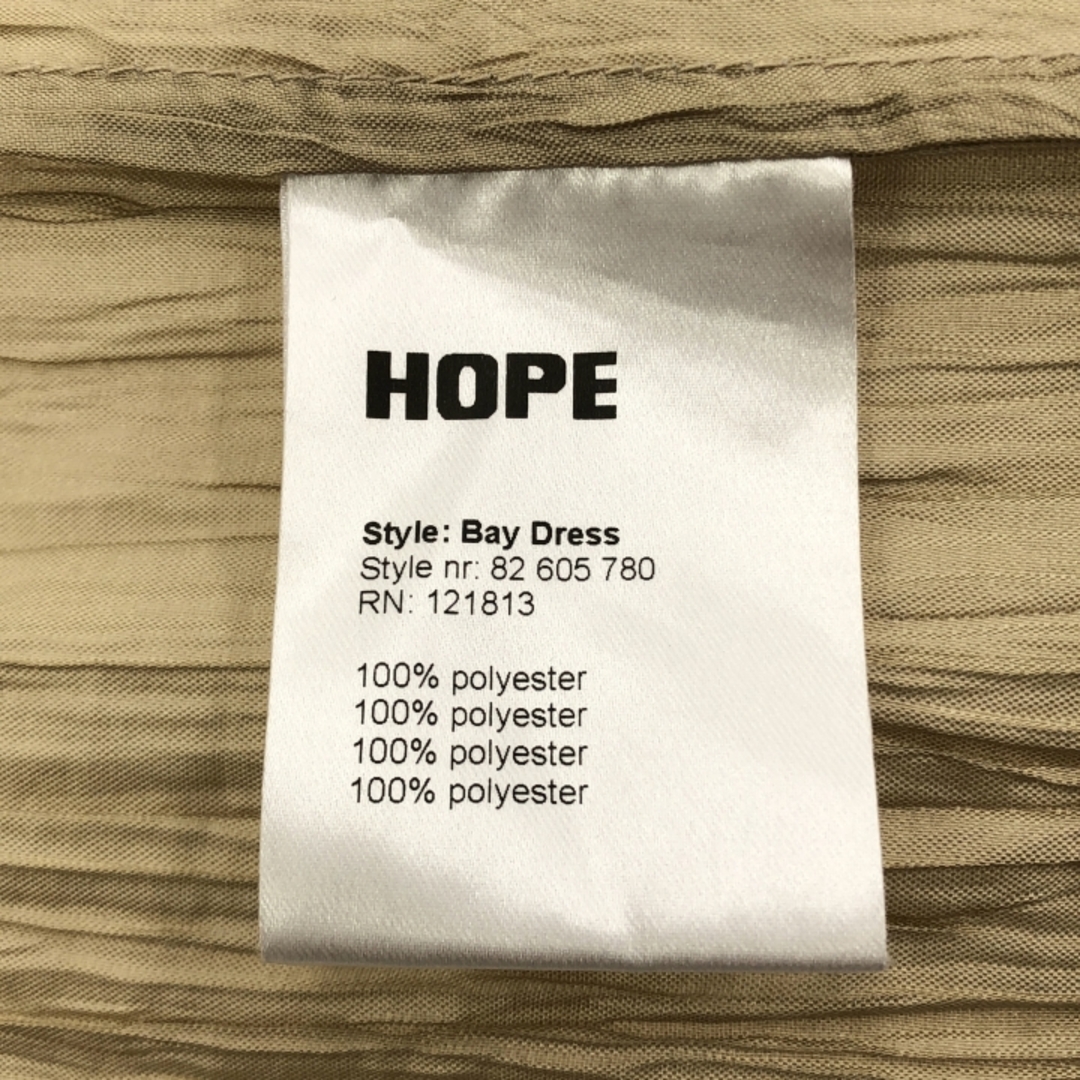 HOPE
Style: Bay Dress
Style nr: 82 605 780
RN: 121813
100% polyester
100% polyester
100% polyester
100% polyester